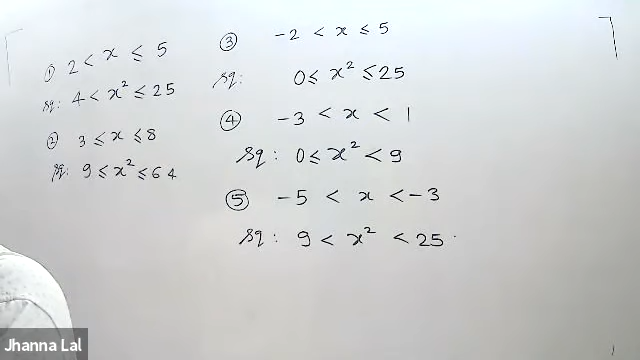 ① 2 < x ≤ 5
sq: 4 < x² ≤ 25
② 3 ≤ x ≤ 8
sq: 9 ≤ x² ≤ 64
③ -2 < x ≤ 5
sq: 0 ≤ x² ≤ 25
④ -3 < x < 1
sq: 0 ≤ x² < 9
⑤ -5 < x < -3
sq: 9 < x² < 25
Jhanna Lal